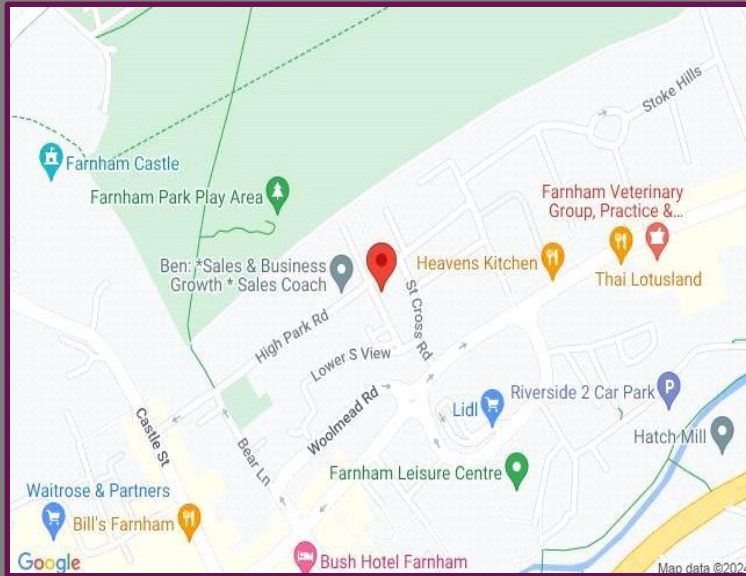 Stoke Hills
Farnham Castle
Farnham Veterinary
Group, Practice &...
Farnham Park Play Area
Ben: *Sales & Business
Growth * Sales Coach
Heavens Kitchen
Thai Lotusland
St Cross Rd
High Park Rd
Lower S View
Riverside 2 Car Park
P
Woolmead Rd
Lidl
Castle St
Hatch Mill
Bear Ln
Farnham Leisure Centre
Waitrose & Partners
Bill's Farnham
Bush Hotel Farnham
Google
Map data ©2024